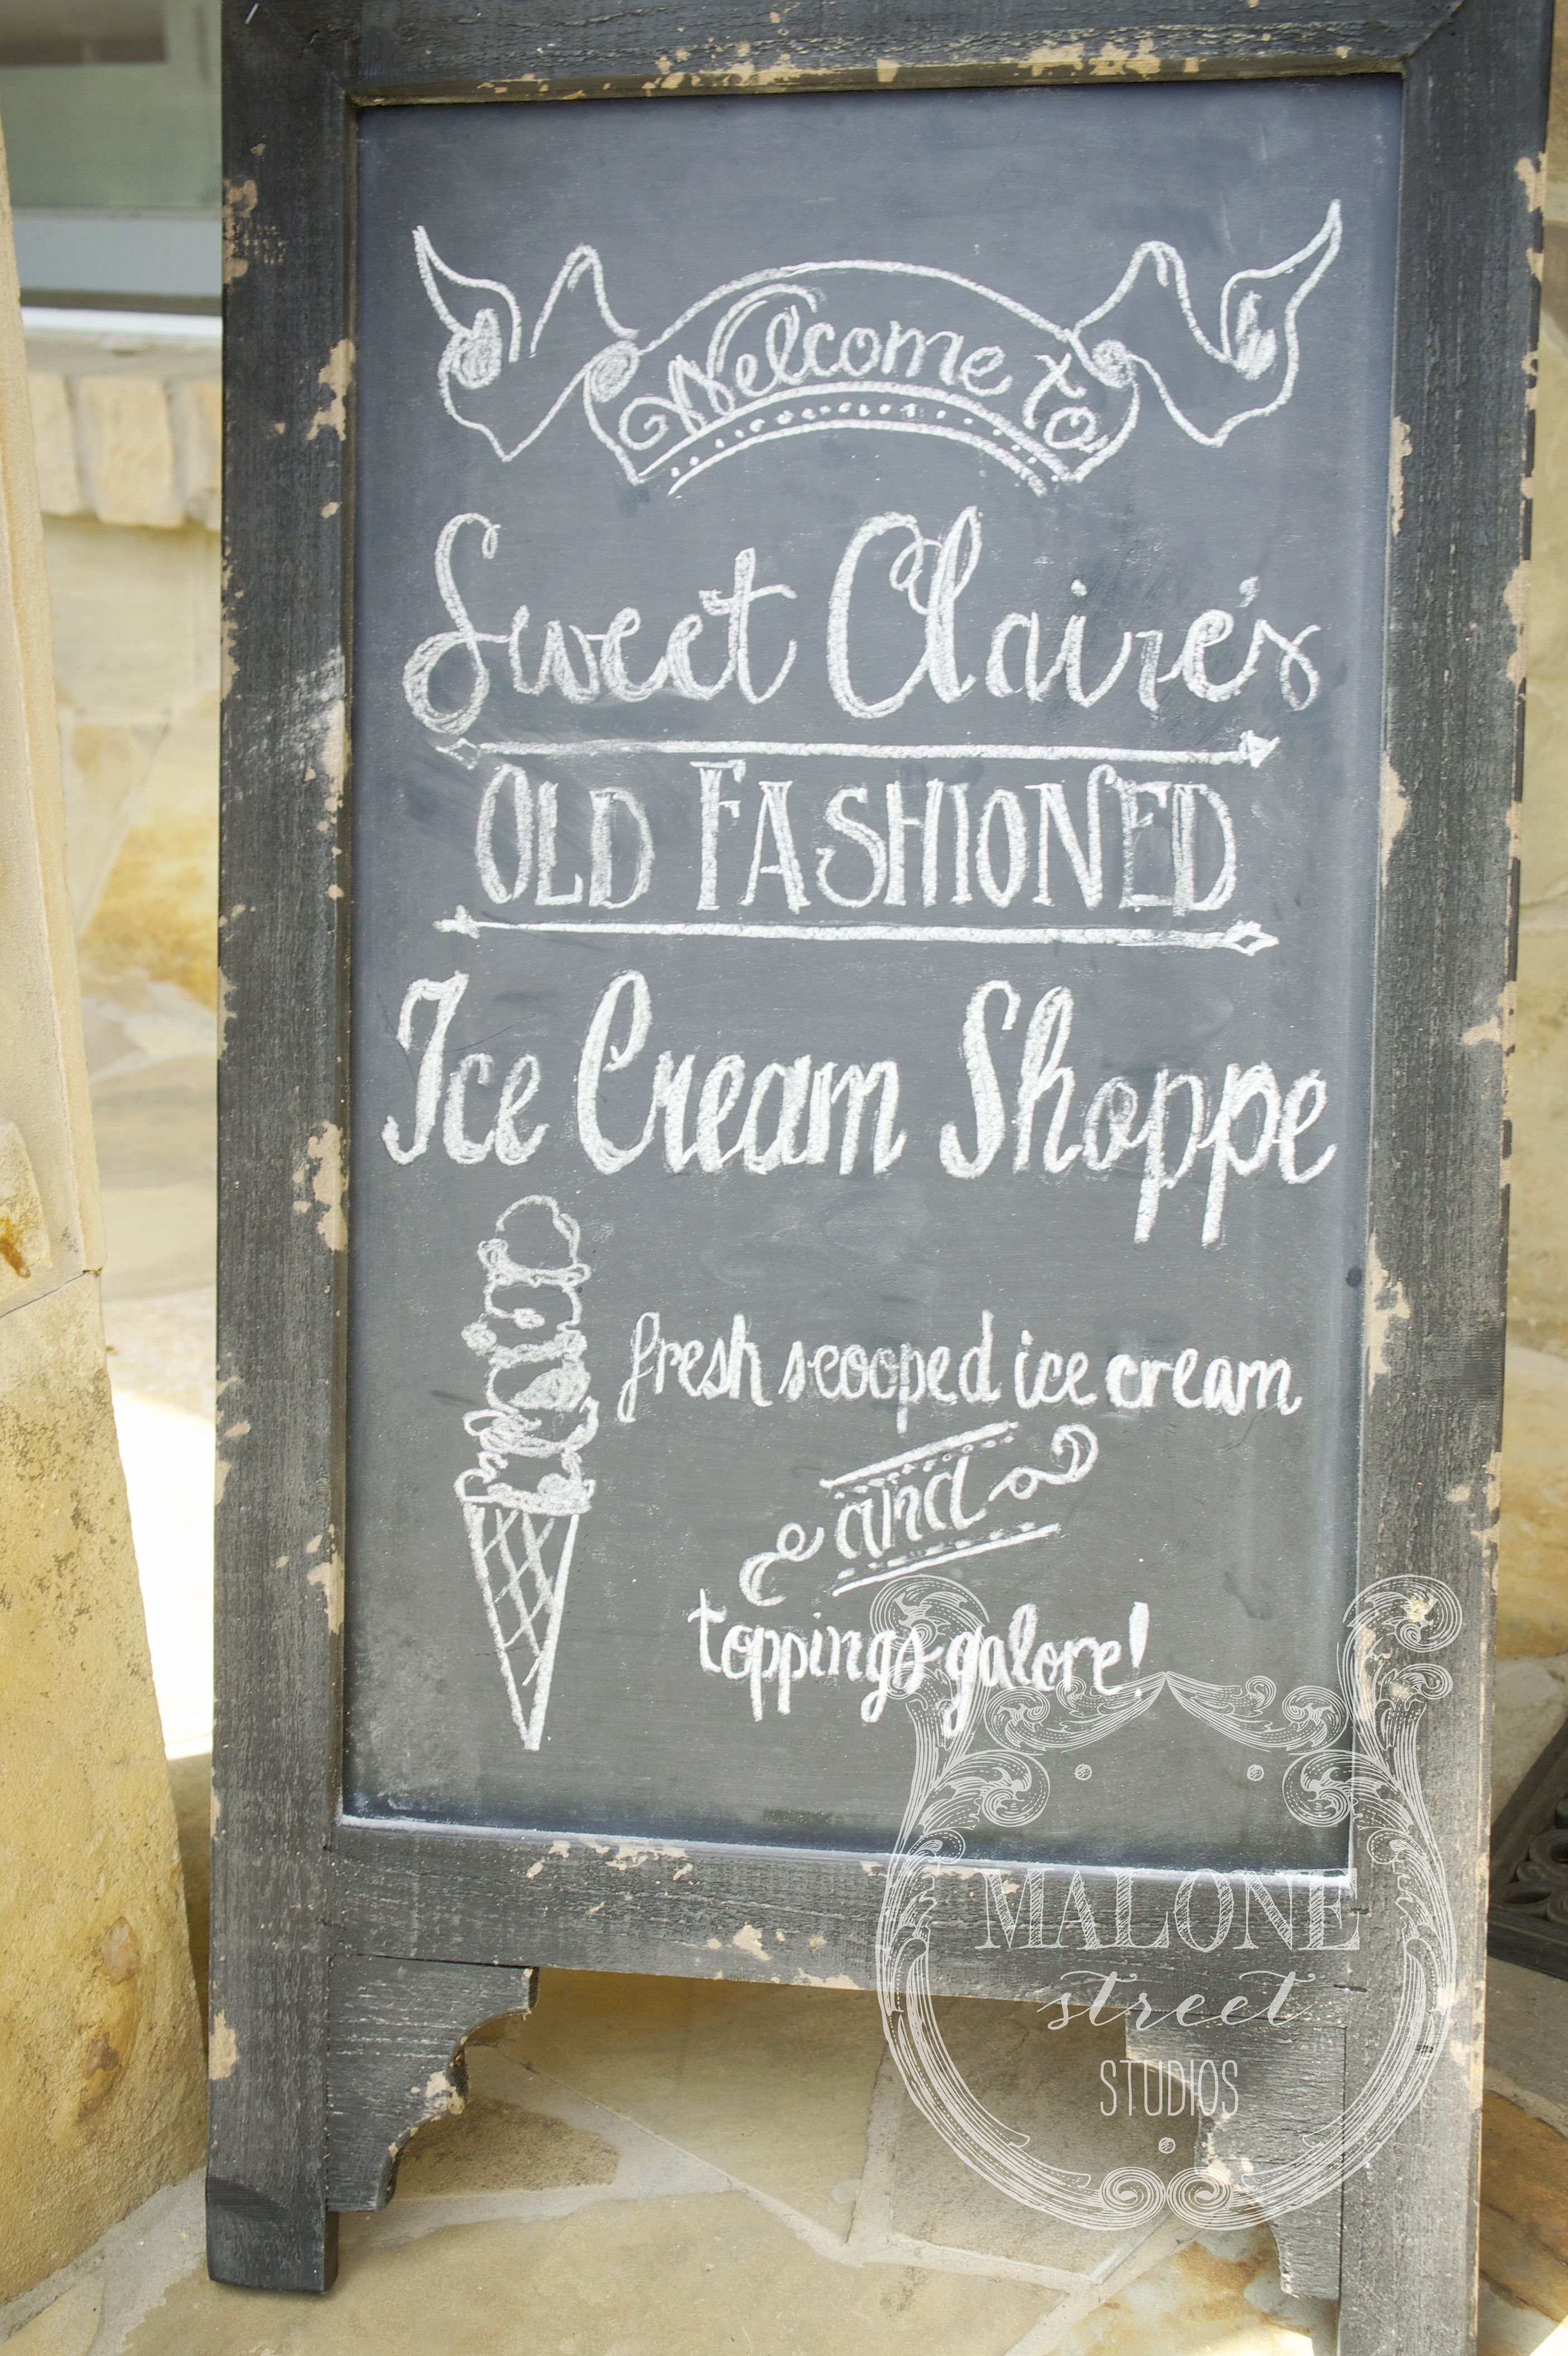 Welcome to
Sweet Claire's
OLD FASHIONED
Ice Cream Shoppe
fresh scooped ice cream
and
toppings galore!
MALONE
street
STUDIOS